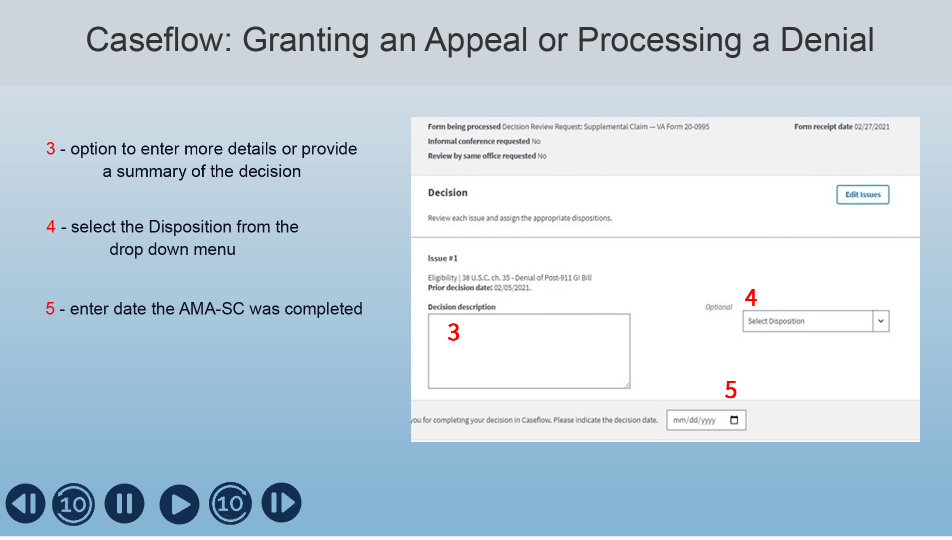 Caseflow: Granting an Appeal or Processing a Denial
3 - option to enter more details or provide
a summary of the decision
4 - select the Disposition from the
drop down menu
5 - enter date the AMA-SC was completed
Form being processed Decision Review Request: Supplemental Claim — VA Form 20-0995
Form receipt date 02/27/2021
Informal conference requested No
Review by same office requested No
Decision
Edit Issues
Review each issue and assign the appropriate dispositions.
Issue #1
Eligibility | 38 U.S.C. ch. 35 - Denial of Post-911 GI Bill
Prior decision date: 02/05/2021.
Decision description
Optional
4
3
Select Disposition
5
you for completing your decision in Caseflow. Please indicate the decision date.
mm/dd/yyyy
10
10